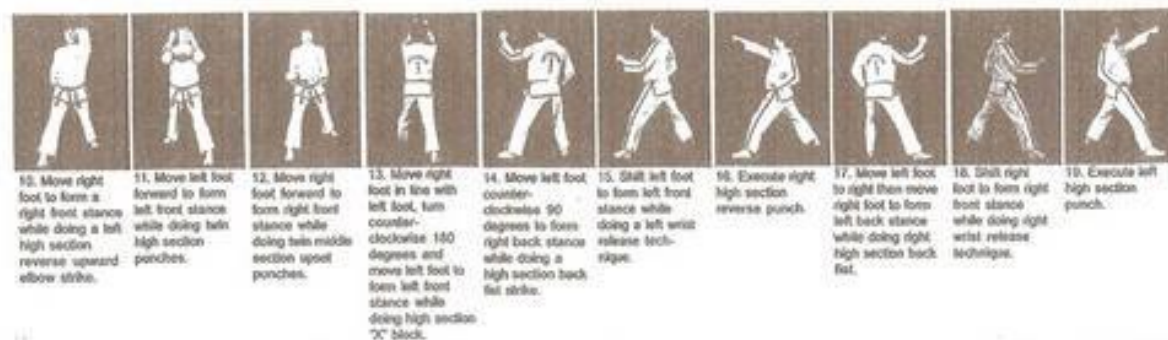 10. Move right
foot to form a
right front stance
while doing a left
high section
reverse upward
elbow strike.
11. Move left foot
forward to form
left front stance
while doing twin
high section
punches.
12. Move right
foot forward to
form right front
stance while
doing twin middle
section upset
punches.
13. Move right
foot in line with
left foot, turn
counter-
clockwise 180
degrees and
move left foot to
form left front
stance while
doing high section
"X" block.
14. Move left foot
counter-
clockwise 90
degrees to form
right back stance
while doing a
high section back
fist strike.
15. Shift left foot
to form left front
stance while
doing a left wrist
release tech-
nique.
16. Execute right
high section
reverse punch.
17. Move left foot
to right then move
right foot to form
left back stance
while doing right
high section back
fist.
18. Shift right
foot to form right
front stance
while doing right
wrist release
technique.
19. Execute left
high section
punch.